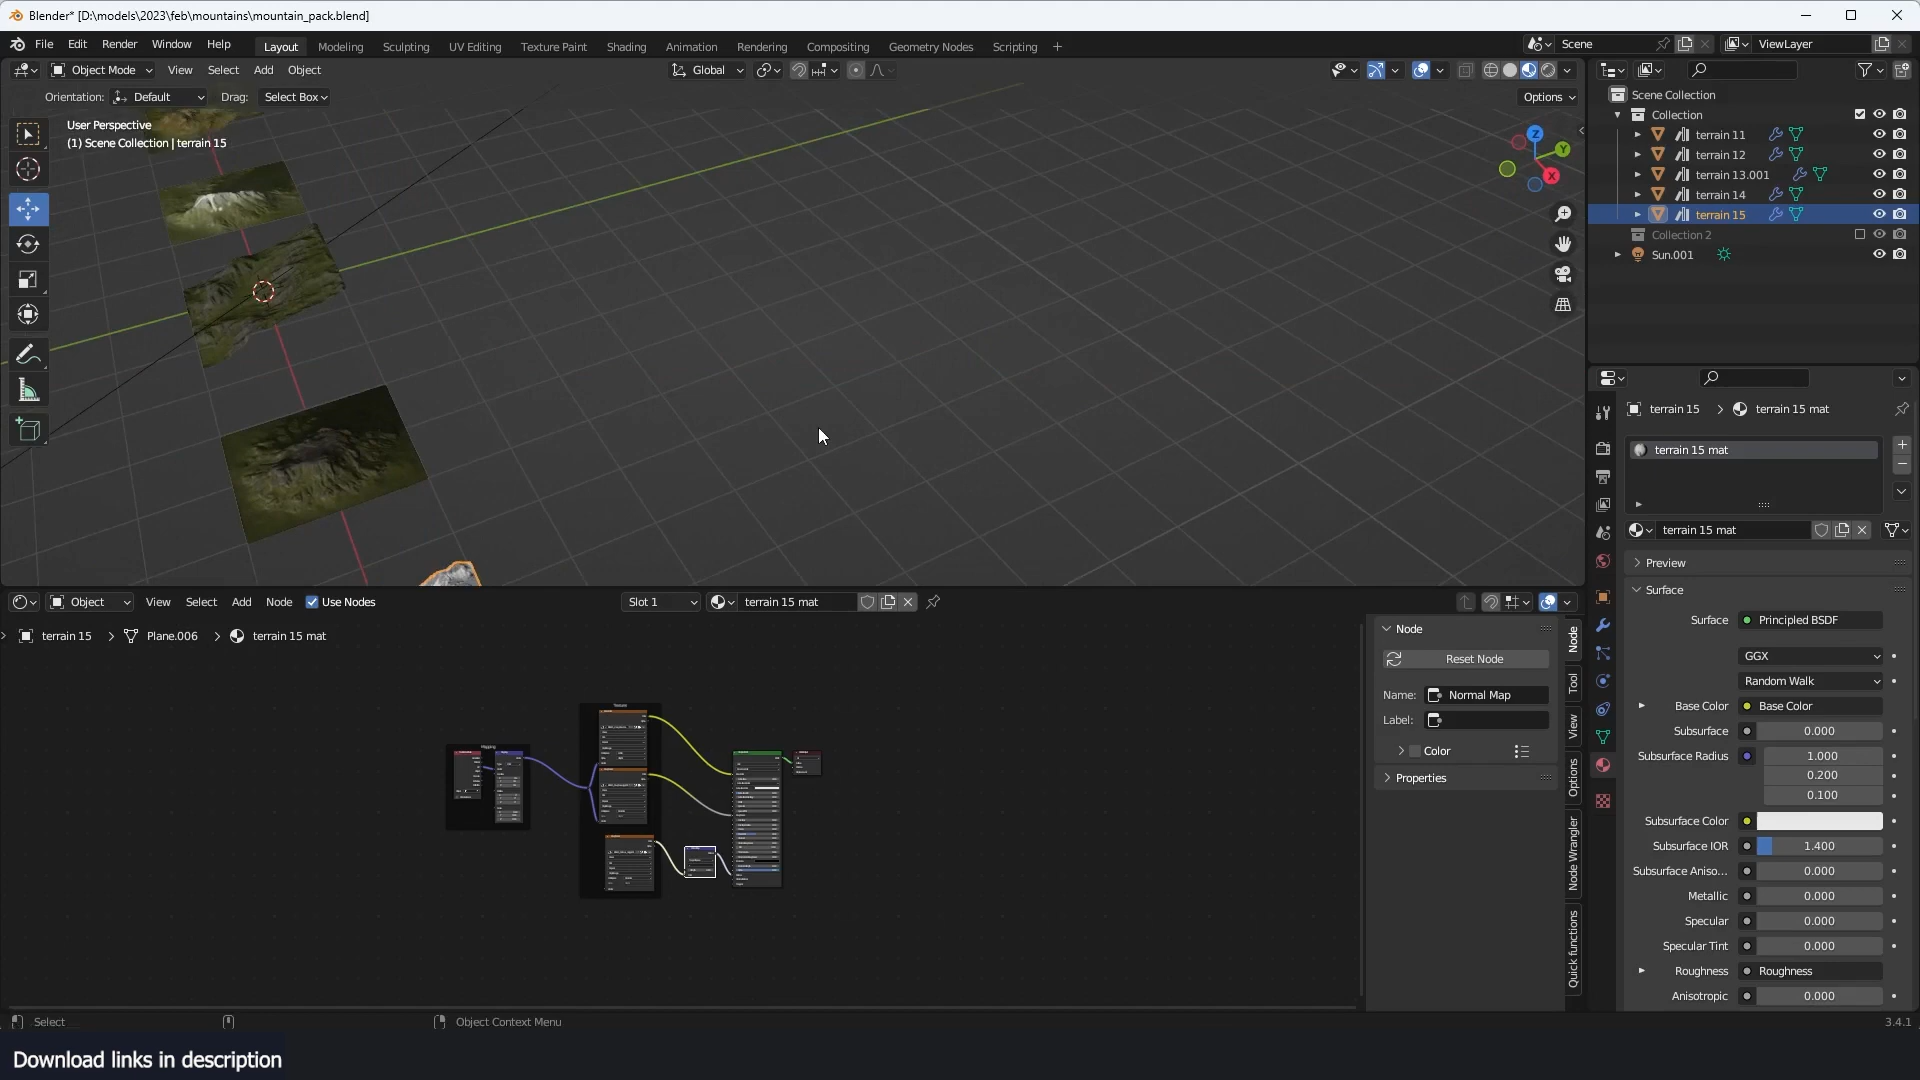 Blender* [D:\models\2023\feb\mountains\mountain_pack.blend]
File Edit Render Window Help
Layout Modeling Sculpting UV Editing Texture Paint Shading Animation Rendering Compositing Geometry Nodes Scripting +
Scene
ViewLayer
Object Mode View Select Add Object
Global
Orientation: Default Drag: Select Box
Options
User Perspective
(1) Scene Collection | terrain 15
Z
Y
X
Scene Collection
Collection
terrain 11
terrain 12
terrain 13.001
terrain 14
terrain 15
Collection 2
Sun.001
terrain 15 > terrain 15 mat
terrain 15 mat
terrain 15 mat
Preview
Surface
Surface Principled BSDF
GGX
Random Walk
Base Color Base Color
Subsurface 0.000
Subsurface Radius 1.000
0.200
0.100
Subsurface Color
Subsurface IOR 1.400
Subsurface Aniso... 0.000
Metallic 0.000
Specular 0.000
Specular Tint 0.000
Roughness Roughness
Anisotropic 0.000
Object View Select Add Node Use Nodes
Slot 1
terrain 15 mat
terrain 15 > Plane.006 > terrain 15 mat
Node
Reset Node
Name: Normal Map
Label:
Color
Properties
Node
Tool
View
Options
Node Wrangler
Quick functions
Mapping
Select
Object Context Menu
3.4.1
Download links in description